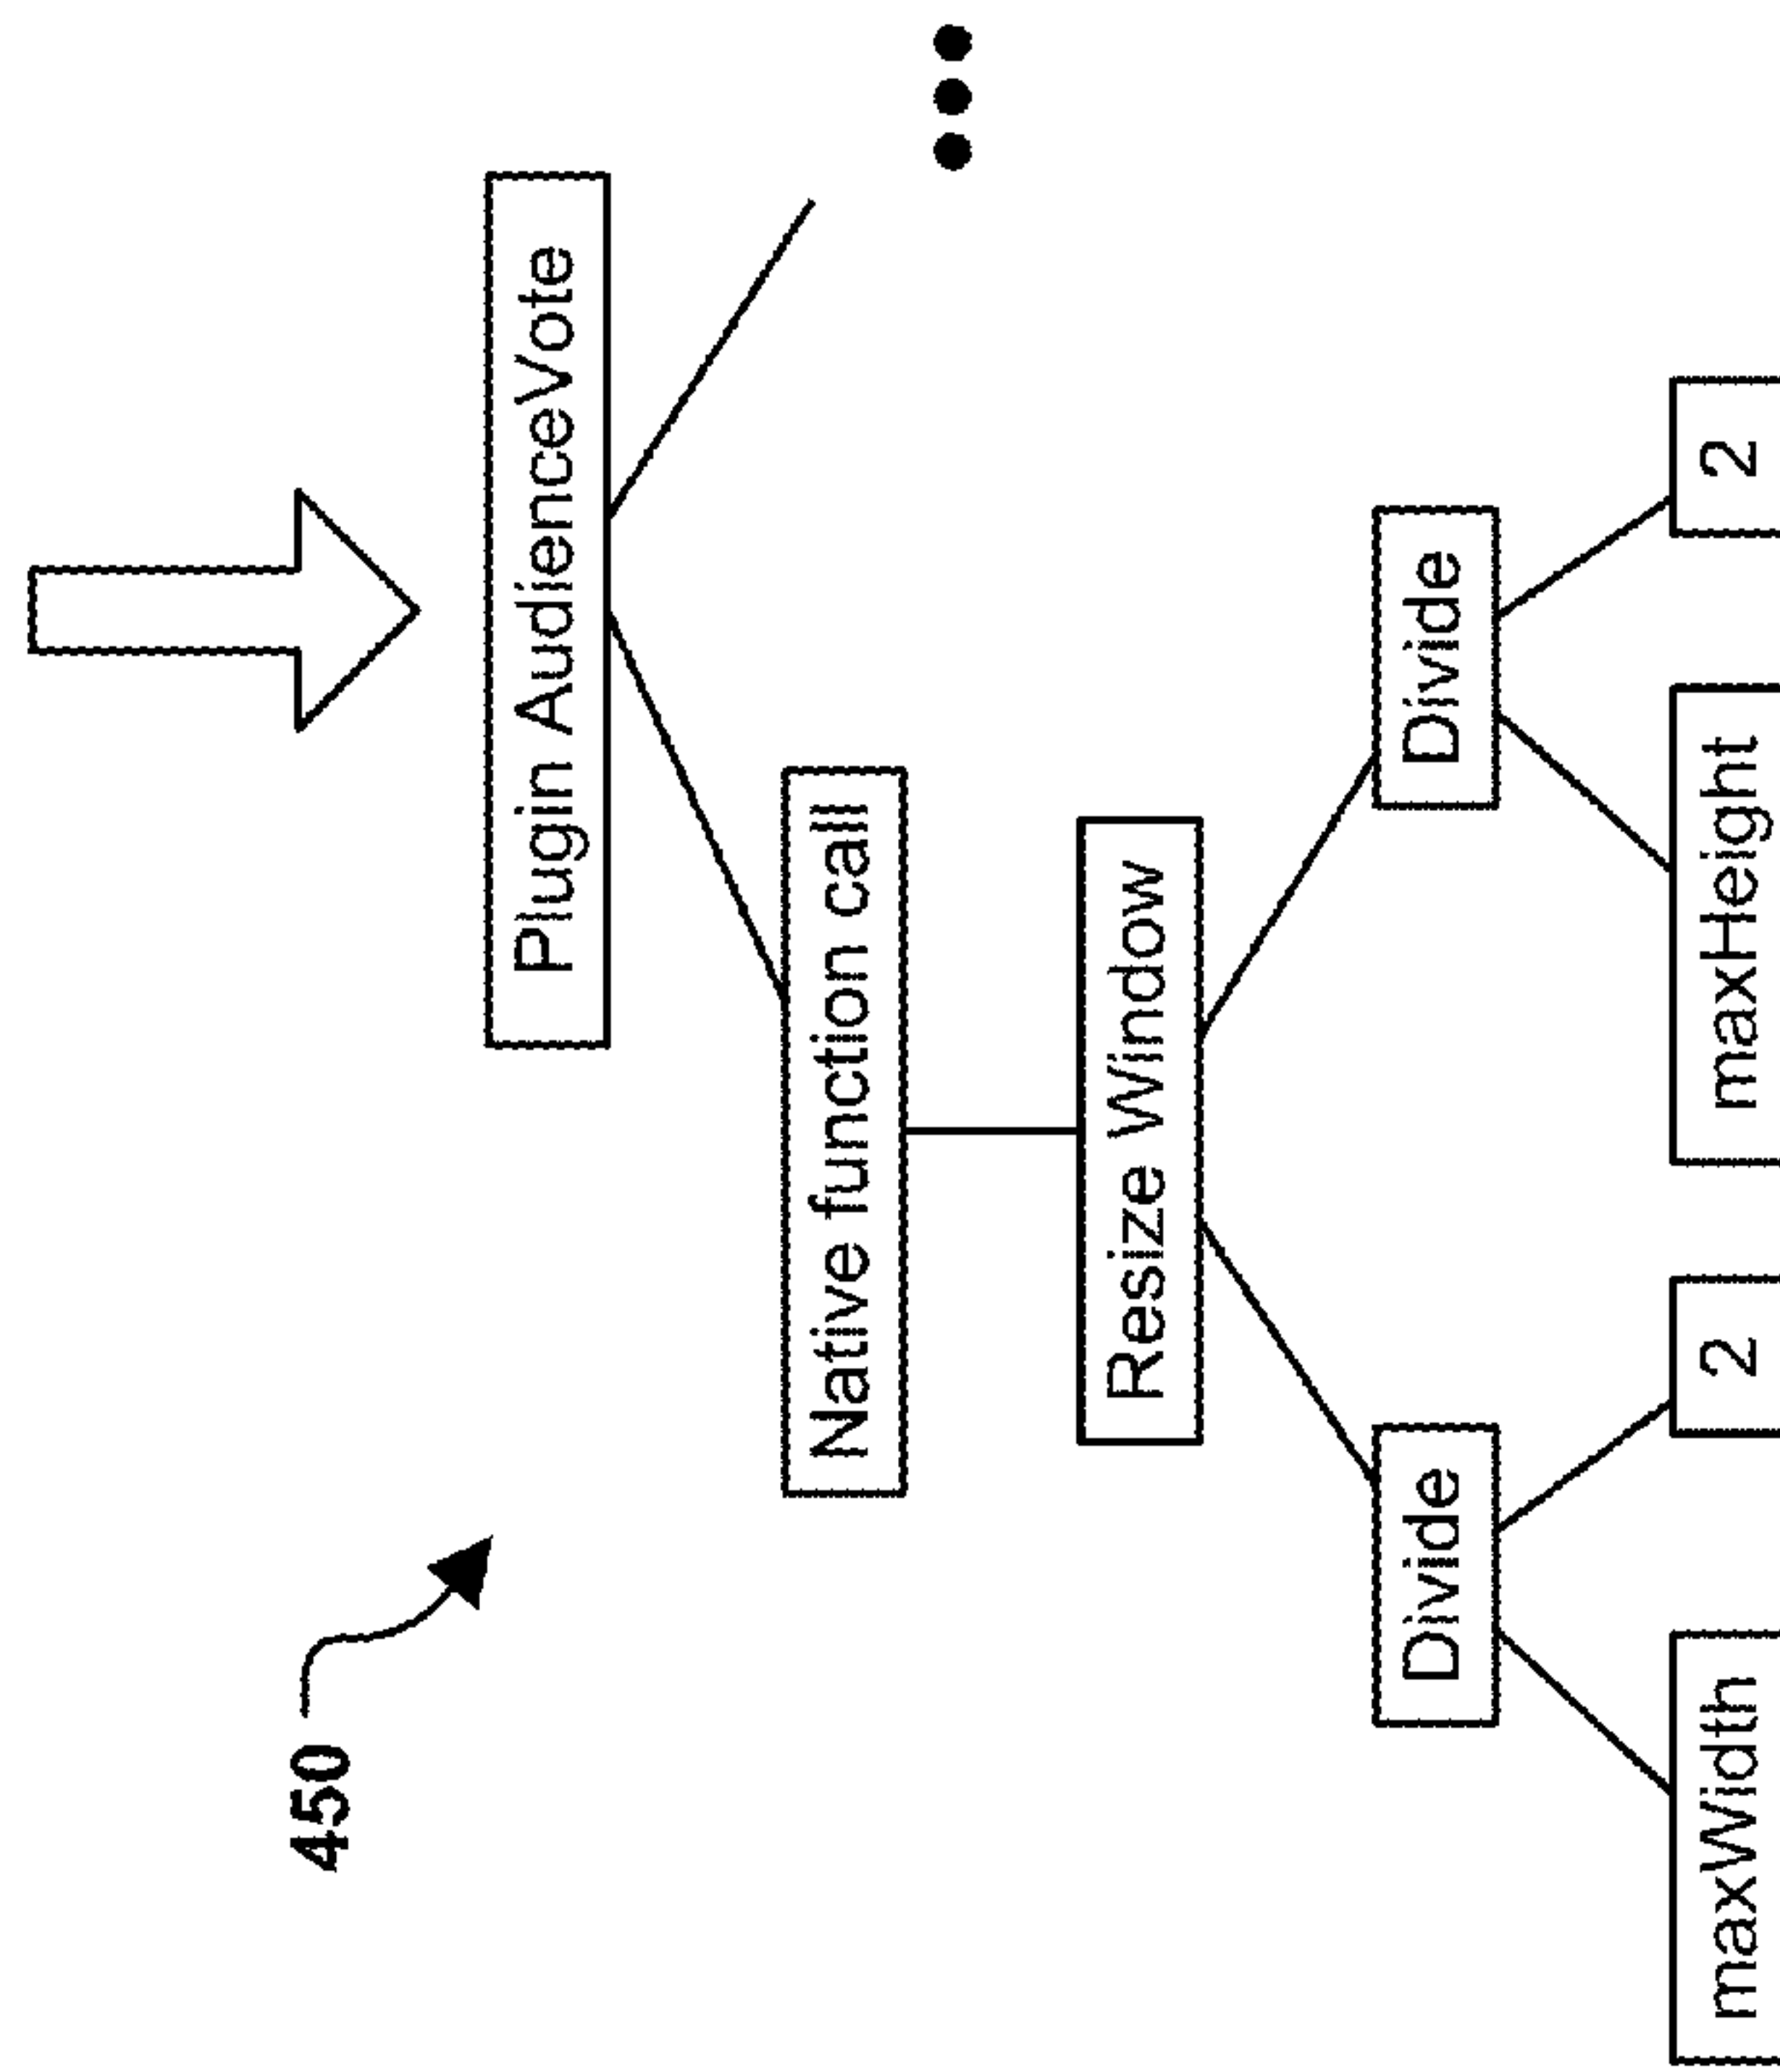 450
Plugin AudienceVote
Native function call
Resize Window
Divide
Divide
maxWidth
2
maxHeight
2